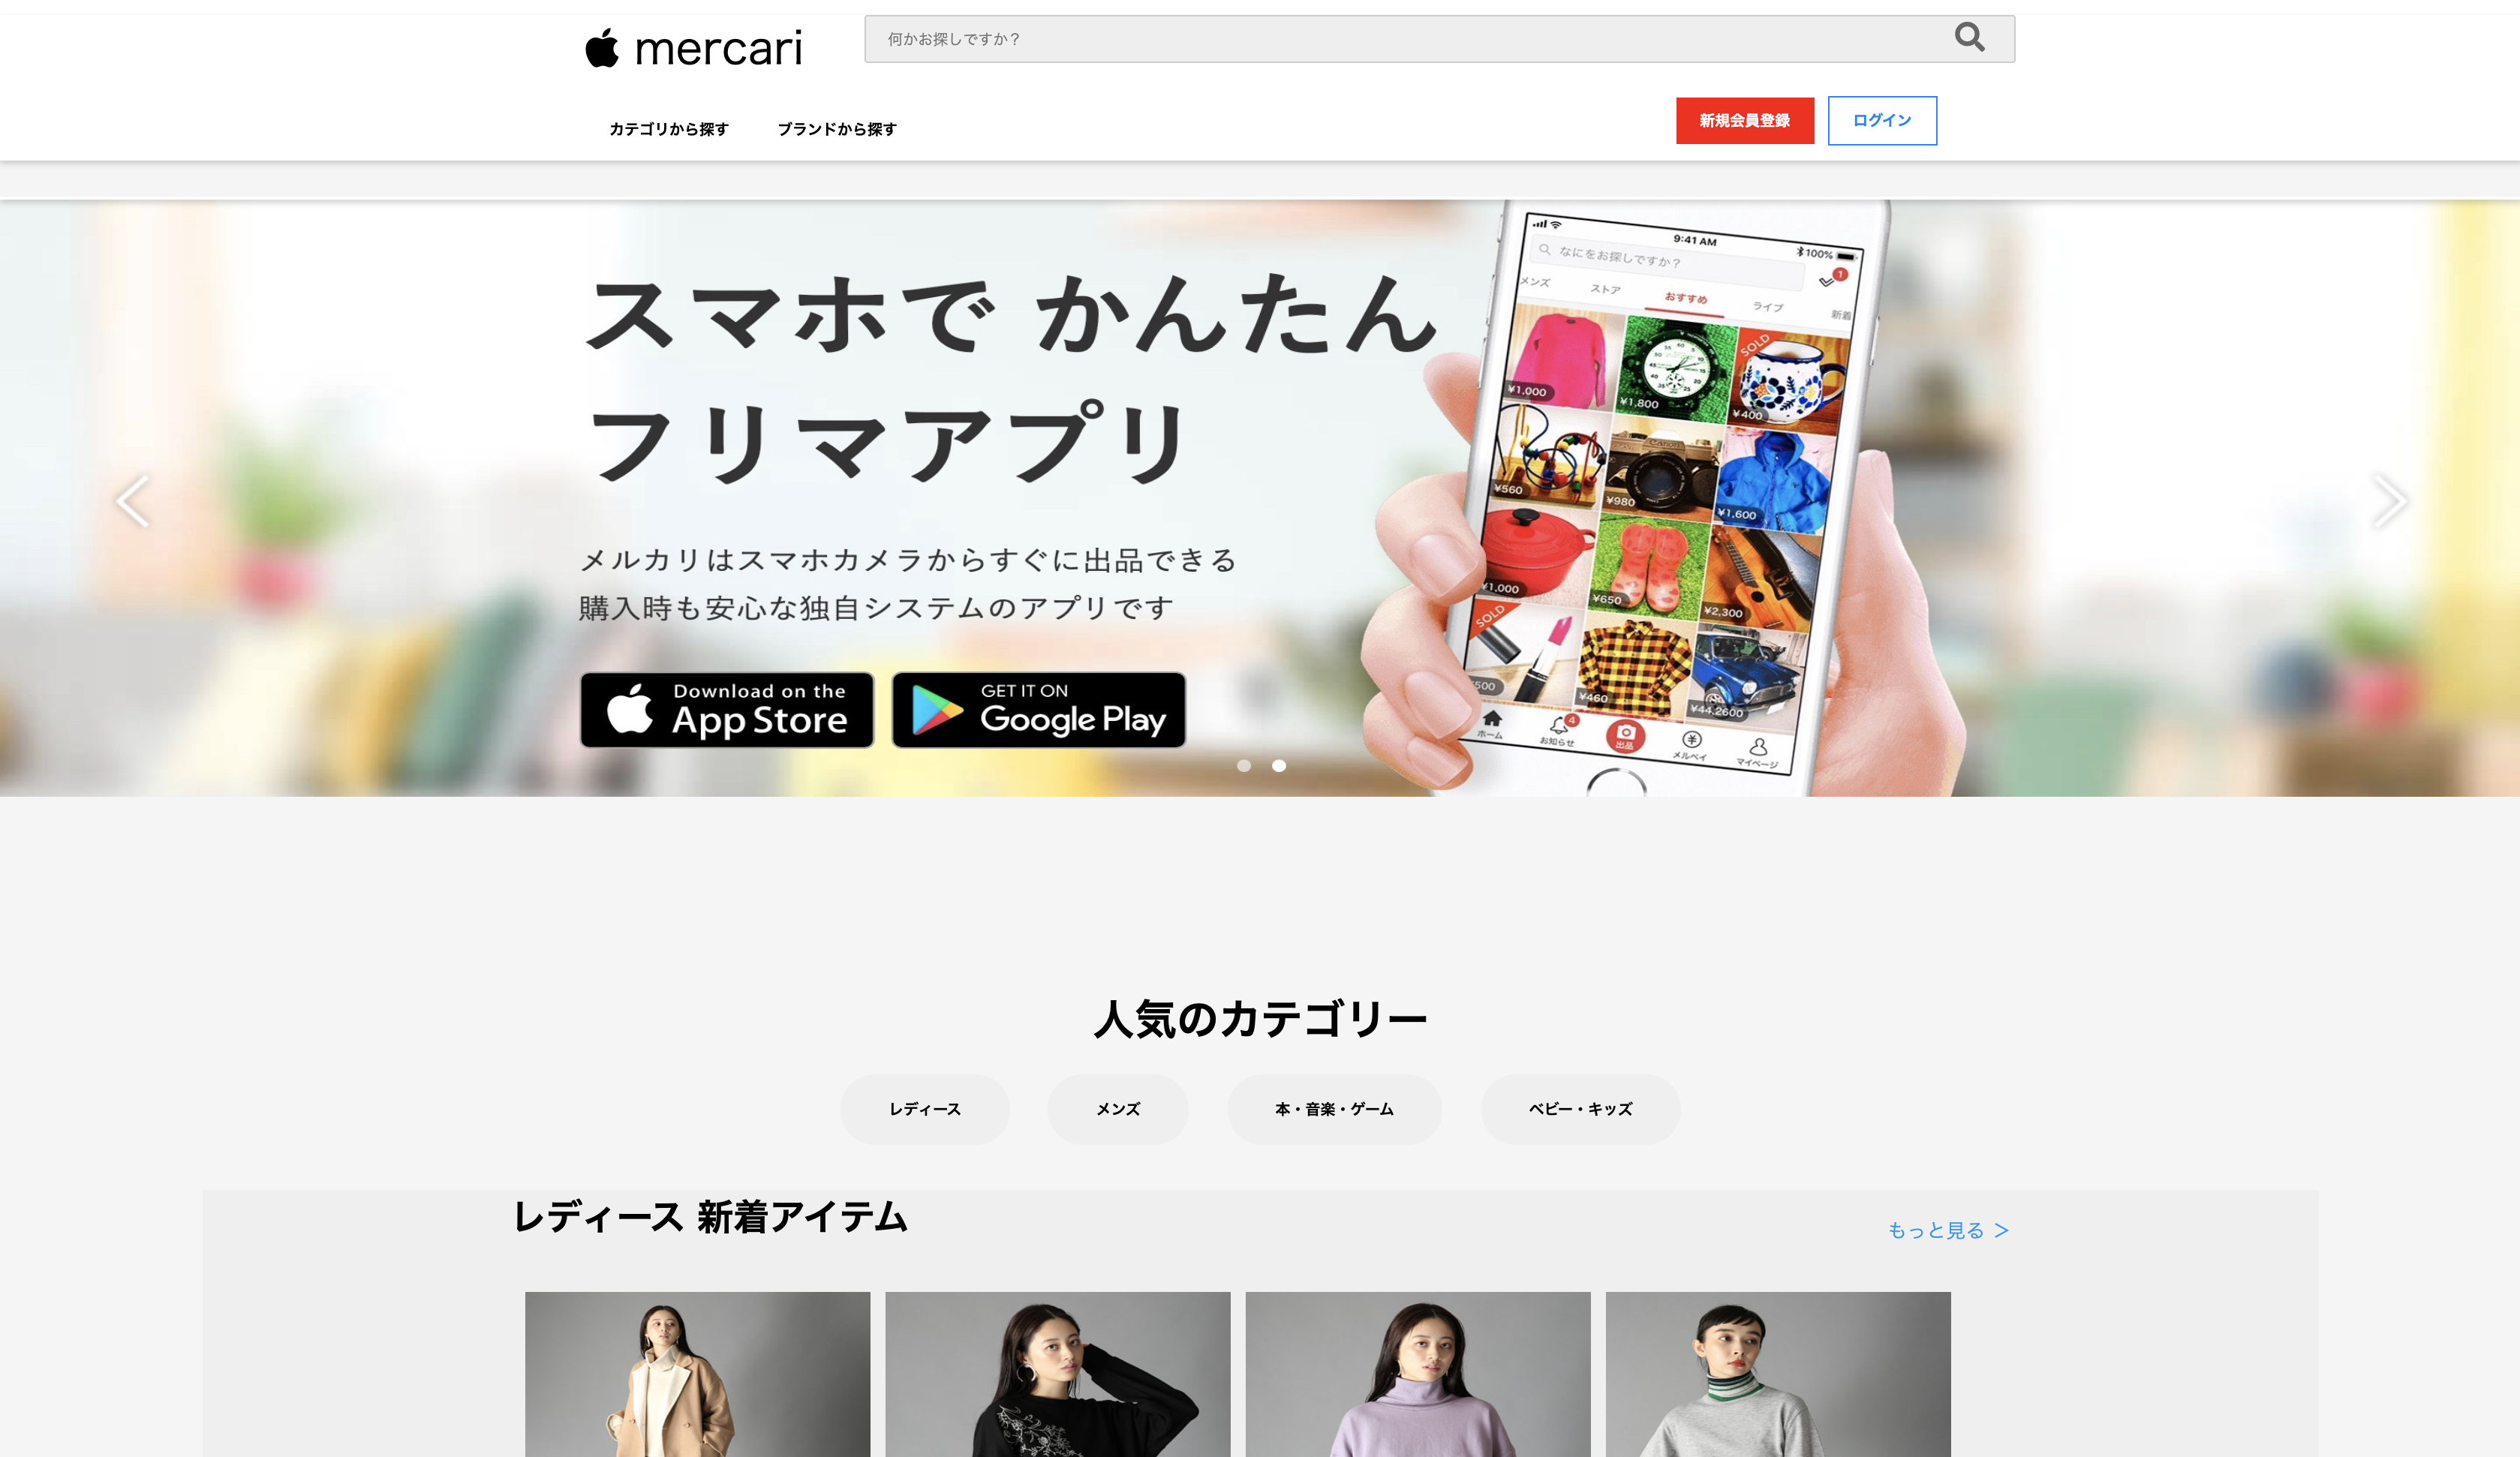 mercari
何かお探しですか？
カテゴリから探す ブランドから探す
新規会員登録 ログイン
スマホで かんたん
フリマアプリ
メルカリはスマホカメラからすぐに出品できる
購入時も安心な独自システムのアプリです
Download on the
App Store
GET IT ON
Google Play
9:41 AM
100%
なにをお探しですか？
1
メンズ ストア おすすめ ライブ 新着
¥1,000 ¥1,800 SOLD ¥400
Canon
¥560 ¥980 ¥1,600
¥1,000 ¥650 ¥2,300
SOLD
500 ¥460 ¥44,2600
4
ホーム お知らせ 出品 メルペイ マイページ
人気のカテゴリー
レディース メンズ 本・音楽・ゲーム ベビー・キッズ
レディース 新着アイテム
もっと見る ＞